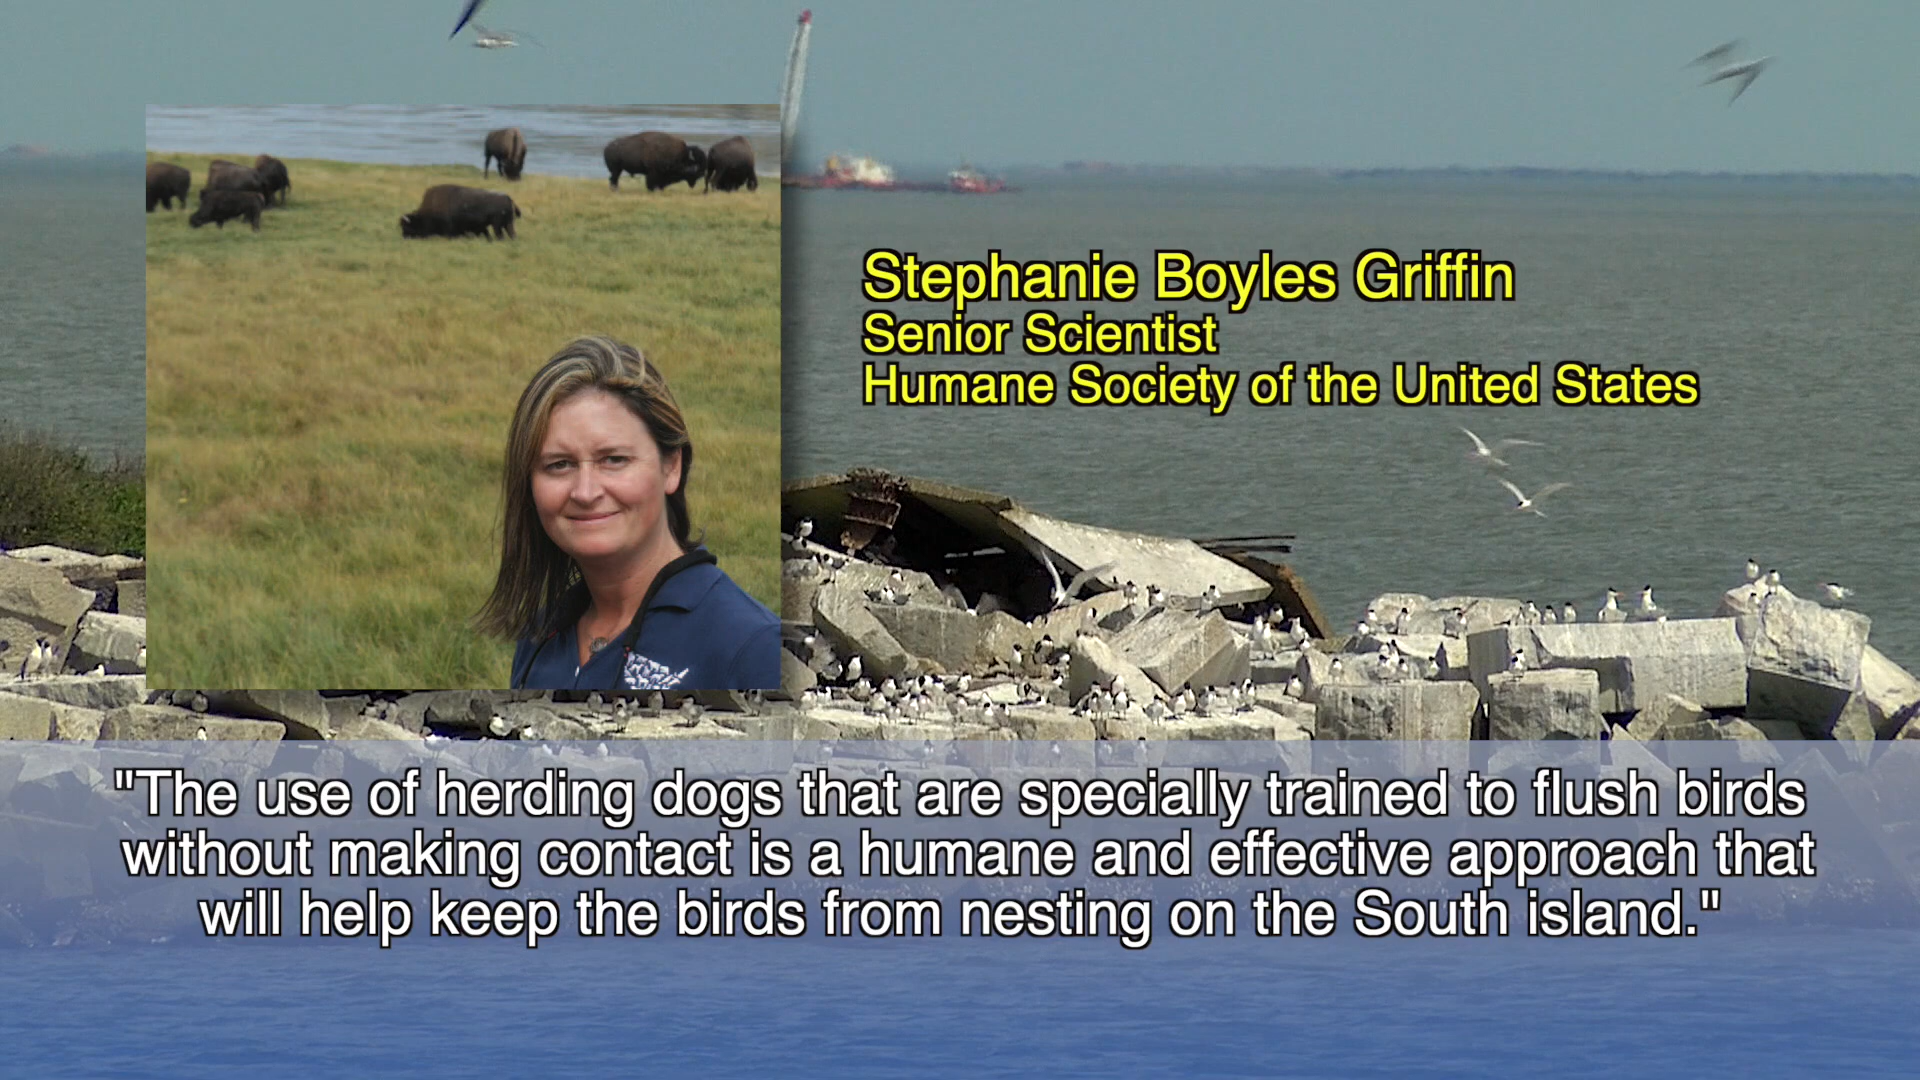 Stephanie Boyles Griffin
Senior Scientist
Humane Society of the United States
"The use of herding dogs that are specially trained to flush birds
without making contact is a humane and effective approach that
will help keep the birds from nesting on the South island."